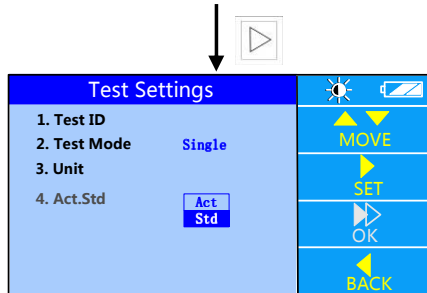 Test Settings
1. Test ID
2. Test Mode Single
3. Unit
4. Act.Std
Act
Std
MOVE
SET
OK
BACK